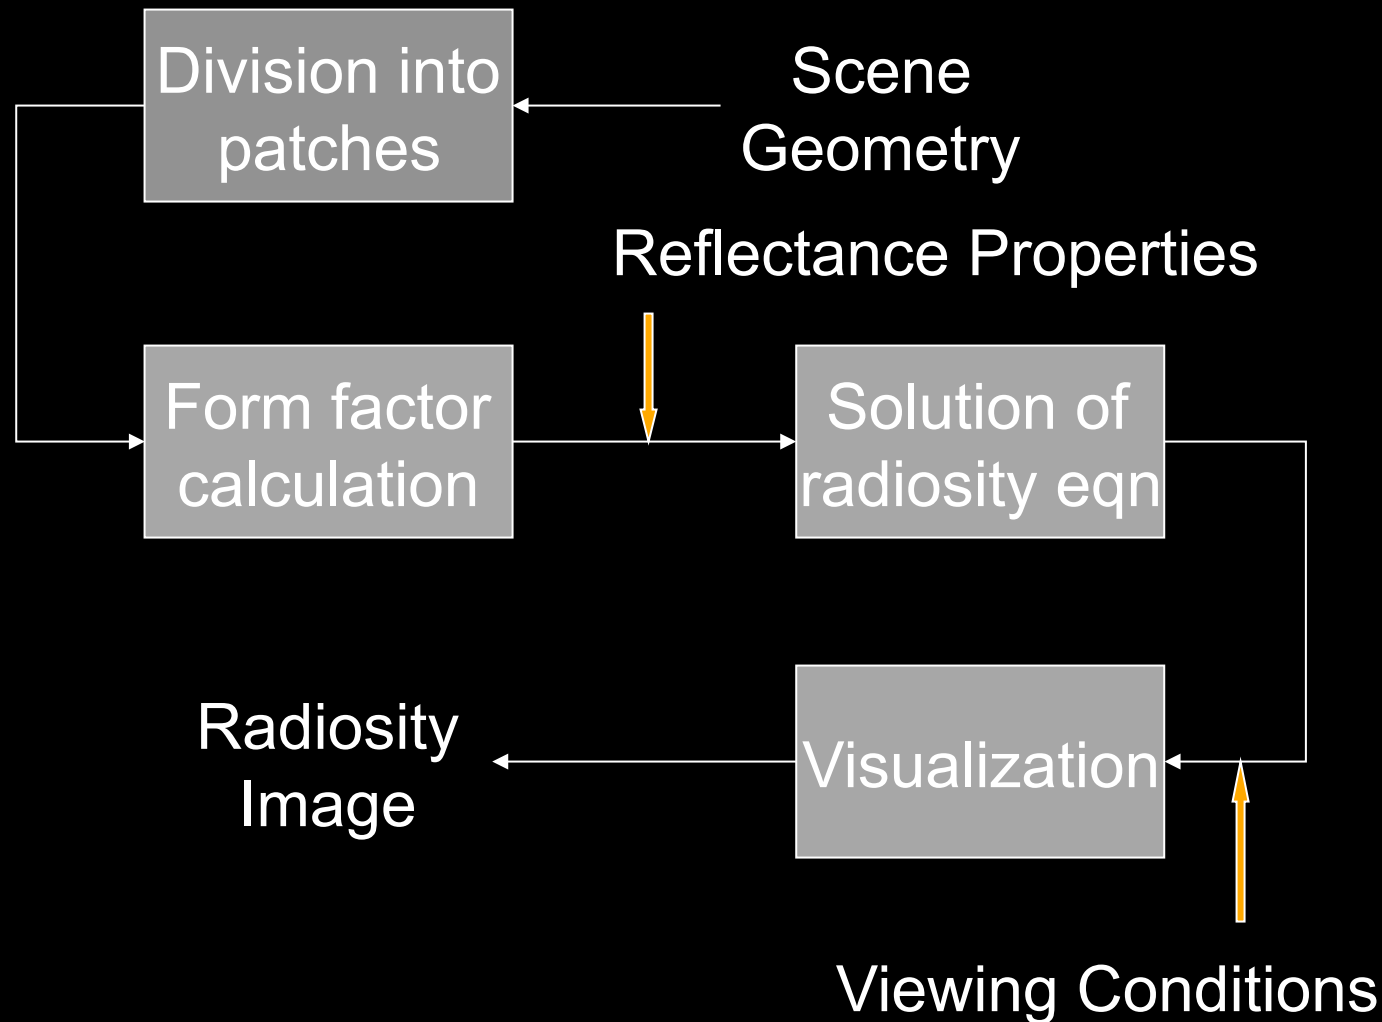 Division into
patches
Scene
Geometry
Reflectance Properties
Form factor
calculation
Solution of
radiosity eqn
Radiosity
Image
Visualization
Viewing Conditions